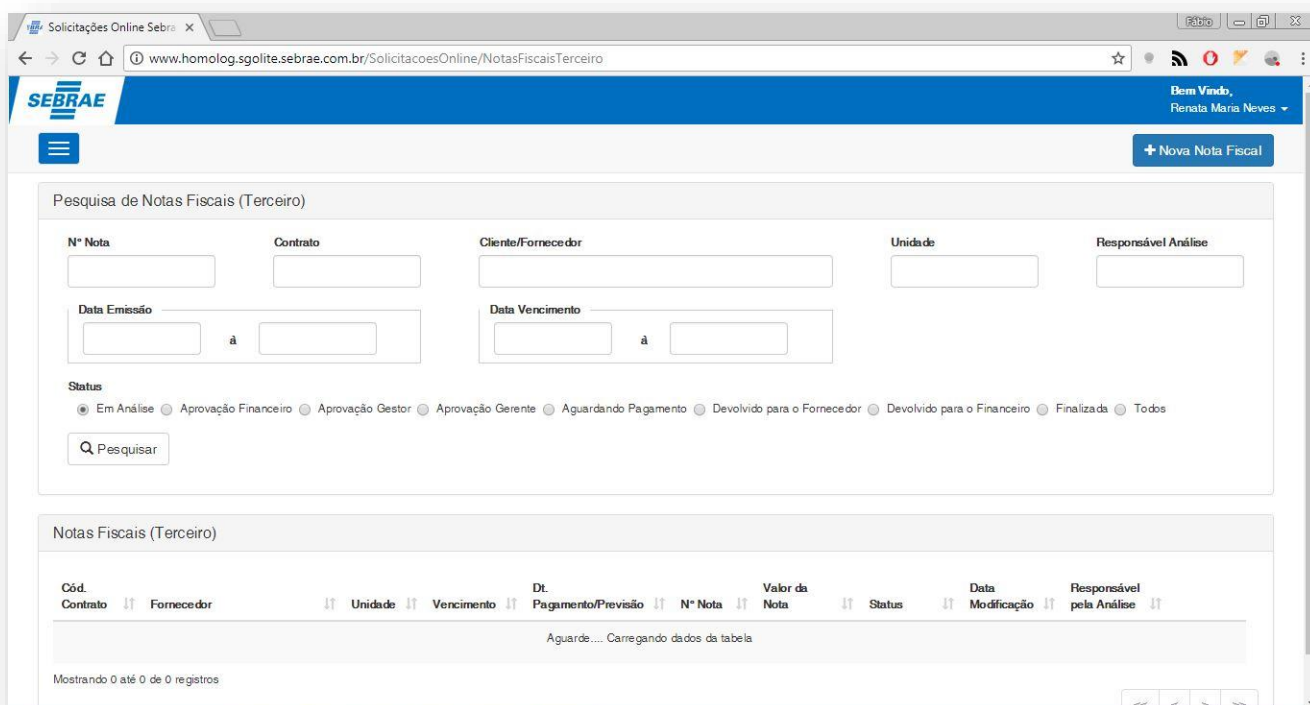 Solicitações Online Sebra
Fábio
www.homolog.sgolite.sebrae.com.br/SolicitacoesOnline/NotasFiscaisTerceiro
SEBRAE
Bem Vindo,
Renata Maria Neves
+ Nova Nota Fiscal
Pesquisa de Notas Fiscais (Terceiro)
N° Nota Contrato Cliente/Fornecedor Unidade Responsável Análise
Data Emissão Data Vencimento
à à
Status
Em Análise Aprovação Financeiro Aprovação Gestor Aprovação Gerente Aguardando Pagamento Devolvido para o Fornecedor Devolvido para o Financeiro Finalizada Todos
Pesquisar
Notas Fiscais (Terceiro)
Cód. Dt. Valor da Data Responsável
Contrato Fornecedor Unidade Vencimento Pagamento/Previsão N° Nota Nota Status Modificação pela Análise
Aguarde.... Carregando dados da tabela
Mostrando 0 até 0 de 0 registros